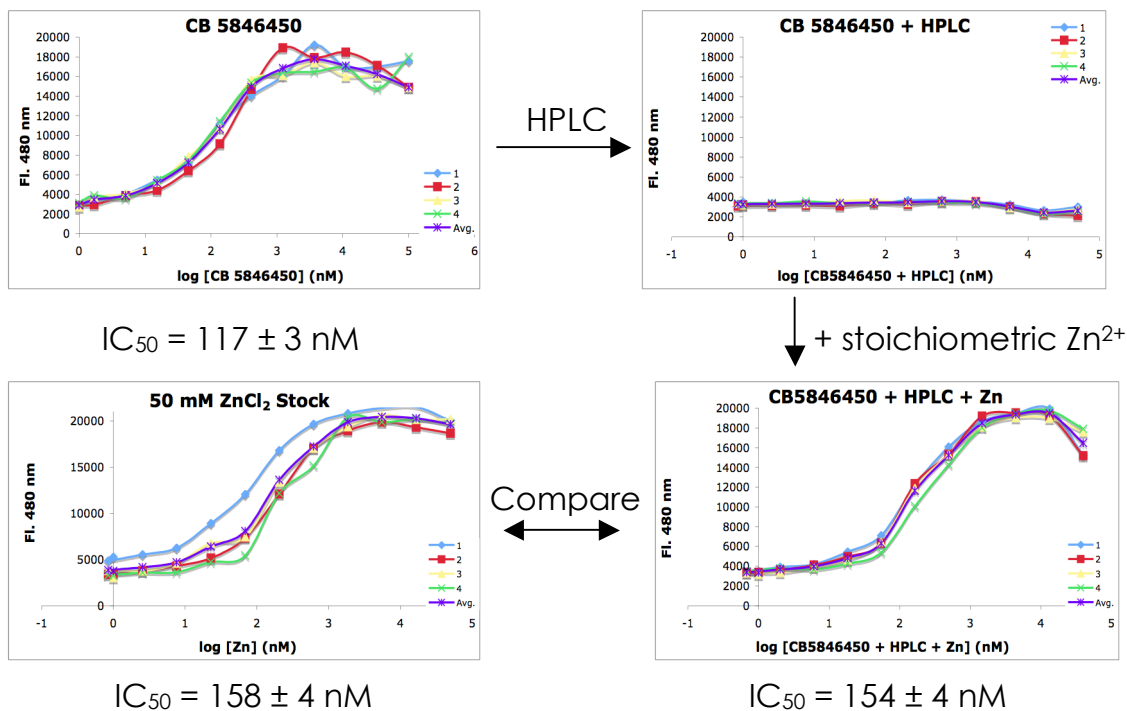 CB 5846450
Fl. 480 nm
20000
18000
16000
14000
12000
10000
8000
6000
4000
2000
0
0 1 2 3 4 5 6
log [CB 5846450] (nM)
1
2
3
4
Avg.
IC50 = 117 ± 3 nM
HPLC
CB 5846450 + HPLC
Fl. 480 nm
20000
18000
16000
14000
12000
10000
8000
6000
4000
2000
0
-1 0 1 2 3 4 5
log [CB5846450 + HPLC] (nM)
1
2
3
4
Avg.
+ stoichiometric Zn2+
50 mM ZnCl2 Stock
Fl. 480 nm
20000
15000
10000
5000
0
-1 0 1 2 3 4 5
log [Zn] (nM)
1
2
3
4
Avg.
IC50 = 158 ± 4 nM
Compare
CB5846450 + HPLC + Zn
Fl. 480 nm
20000
18000
16000
14000
12000
10000
8000
6000
4000
2000
0
-1 0 1 2 3 4 5
log [CB5846450 + HPLC + Zn] (nM)
1
2
3
4
Avg.
IC50 = 154 ± 4 nM